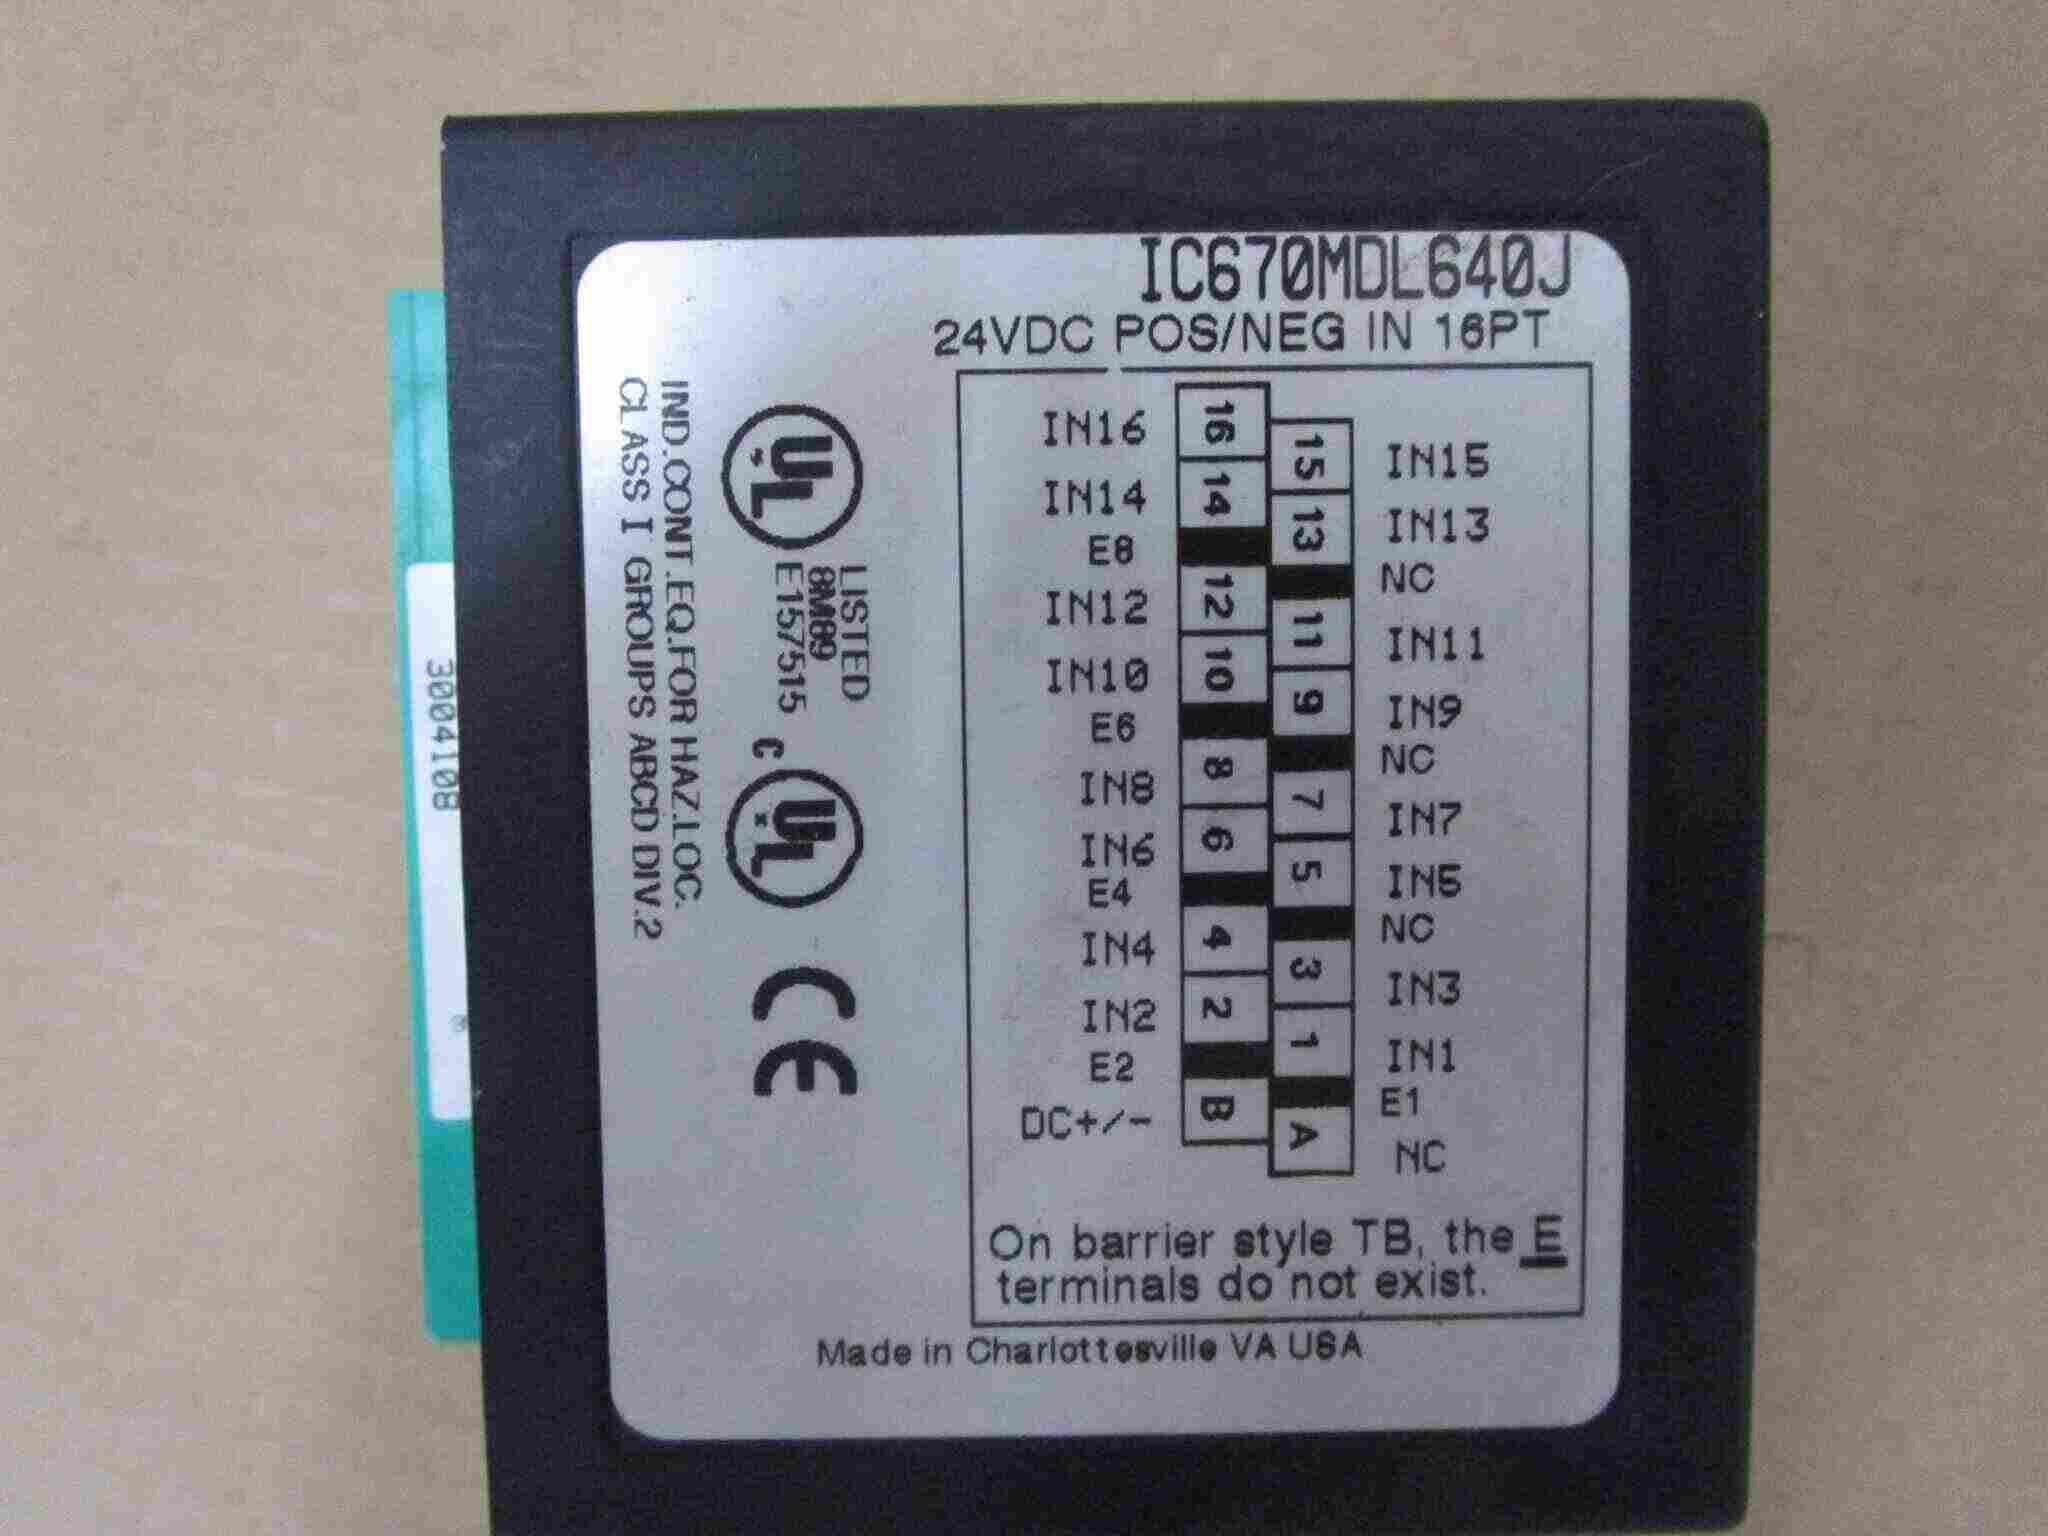 IC670MDL640J
24VDC POS/NEG IN 16PT
IN16 16
15 IN15
IN14 14
13 IN13
E8
NC
IN12 12
11 IN11
IN10 10
9 IN9
E6
NC
IN8 8
7 IN7
IN6 6
5 IN5
E4
NC
IN4 4
3 IN3
IN2 2
1 IN1
E2
E1
DC+/- B
A NC
On barrier style TB, the E
terminals do not exist.
Made in Charlottesville VA USA
UL
LISTED
8M89
E157515
C UL
CE
IND.CONT.EQ.FOR HAZ.LOC.
CLASS I GROUPS ABCD DIV.2
3004108